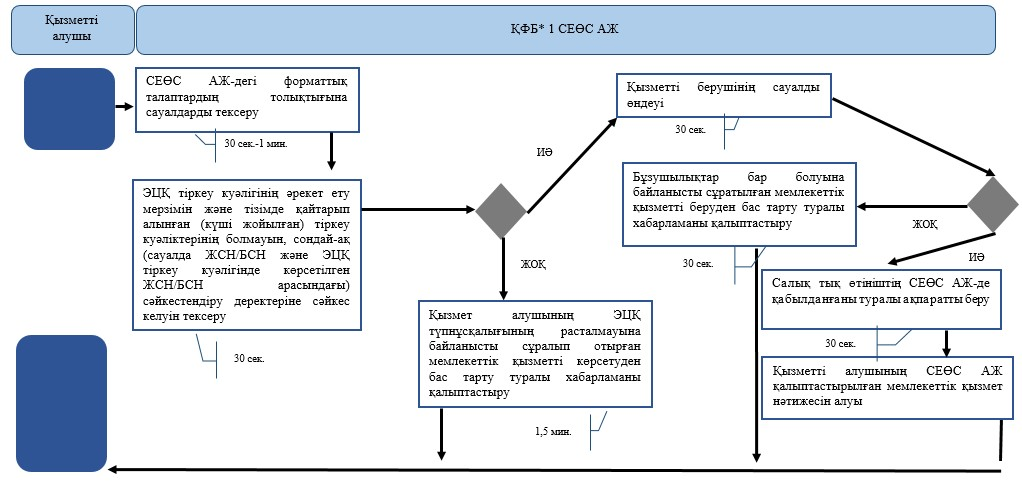 Қызметті
алушы
ҚФБ* 1 СЕӨС АЖ
СЕӨС АЖ-дегі форматтық
талаптардың толықтығына
сауалдарды тексеру
30 сек.-1 мин.
ЭЦҚ тіркеу куәлігінің әрекет ету
мерзімін және тізімде қайтарып
алынған (күші жойылған) тіркеу
куәліктерінің болмауын, сондай-ақ
(сауалда ЖСН/БСН және ЭЦҚ
тіркеу куәлігінде көрсетілген
ЖСН/БСН арасындағы)
сәйкестендіру деректеріне сәйкес
келуін тексеру
30 сек.
ИӘ
ЖОҚ
Қызмет алушының ЭЦҚ
түпнұсқалығының расталмауына
байланысты сұралып отырған
мемлекеттік қызметті көрсетуден
бас тарту туралы хабарламаны
қалыптастыру
1,5 мин.
Қызметті берушінің сауалды
өндеуі
30 сек.
Бұзушылықтар бар болуына
байланысты сұратылған мемлекеттік
қызметті беруден бас тарту туралы
хабарламаны қалыптастыру
30 сек.
ЖОҚ
ИӘ
Салық тық өтініштің СЕӨС АЖ-де
қабылданғаны туралы ақпаратты беру
30 сек.
Қызметті алушының СЕӨС АЖ
қалыптастырылған мемлекеттік қызмет
нәтижесін алуы